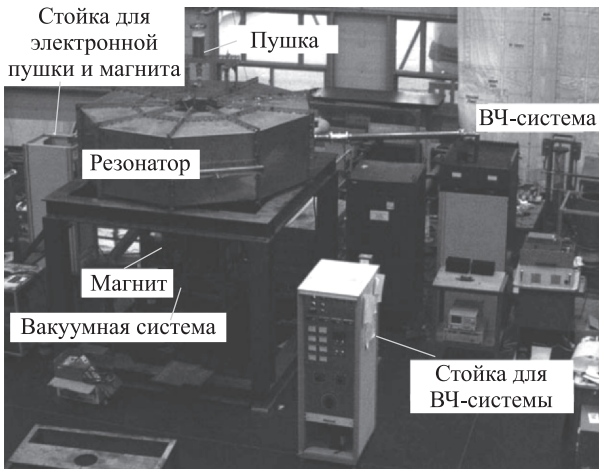 Стойка для
электронной
пушки и магнита
Пушка
ВЧ-система
Резонатор
Магнит
Вакуумная система
Стойка для
ВЧ-системы